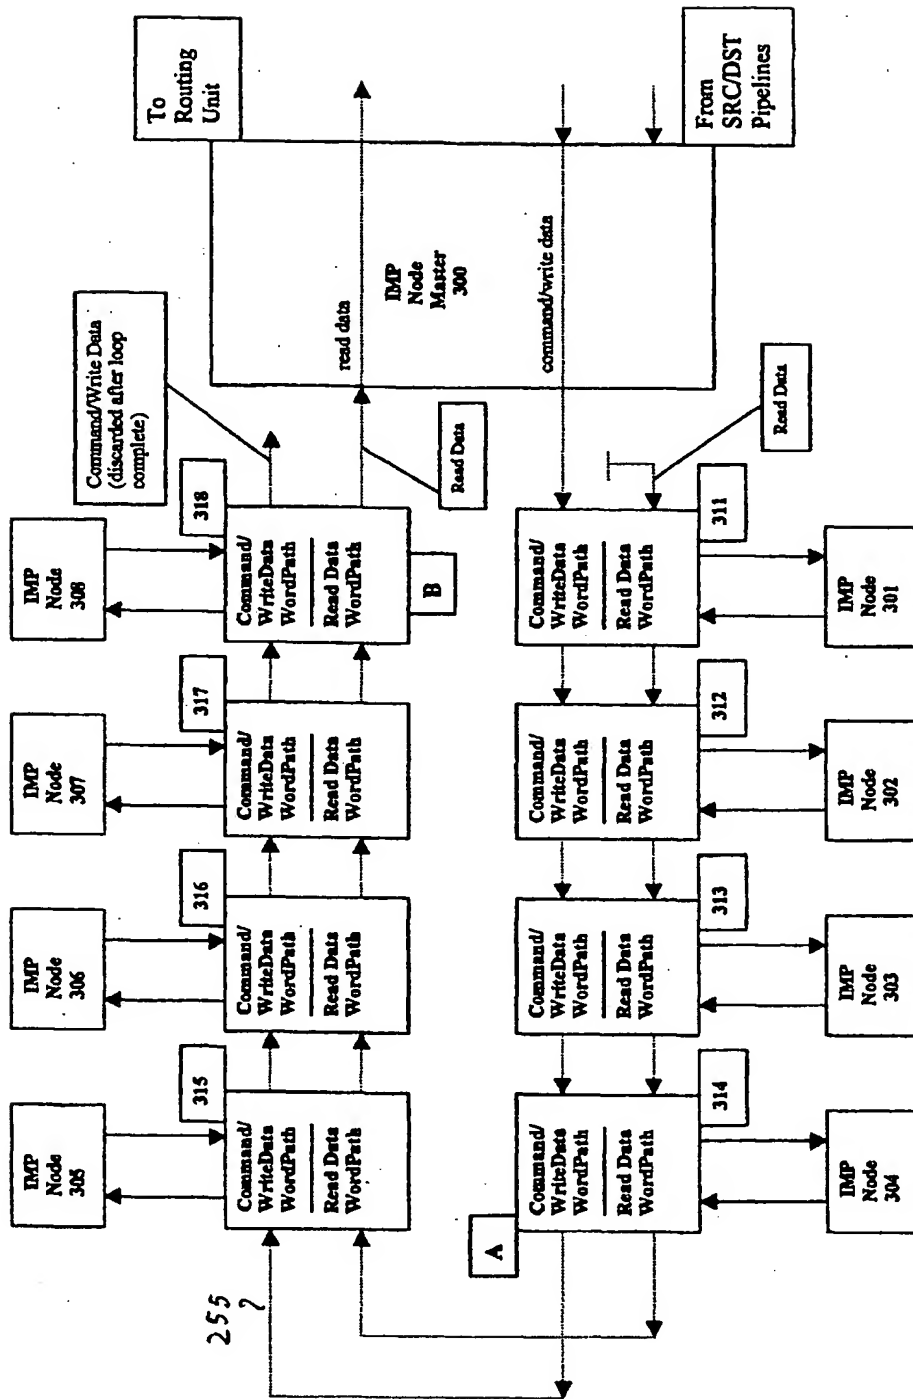 IMP
Node
305
IMP
Node
306
IMP
Node
307
IMP
Node
308
Command/Write Data
(discarded after loop
complete)
To
Routing
Unit
315
316
317
318
255
Command/
WriteData
WordPath
Read Data
WordPath
Command/
WriteData
WordPath
Read Data
WordPath
Command/
WriteData
WordPath
Read Data
WordPath
Command/
WriteData
WordPath
Read Data
WordPath
read data
IMP
Node
Master
300
Read Data
B
A
command/write data
Command/
WriteData
WordPath
Read Data
WordPath
Command/
WriteData
WordPath
Read Data
WordPath
Command/
WriteData
WordPath
Read Data
WordPath
Command/
WriteData
WordPath
Read Data
WordPath
From
SRC/DST
Pipelines
Read Data
314
313
312
311
IMP
Node
304
IMP
Node
303
IMP
Node
302
IMP
Node
301